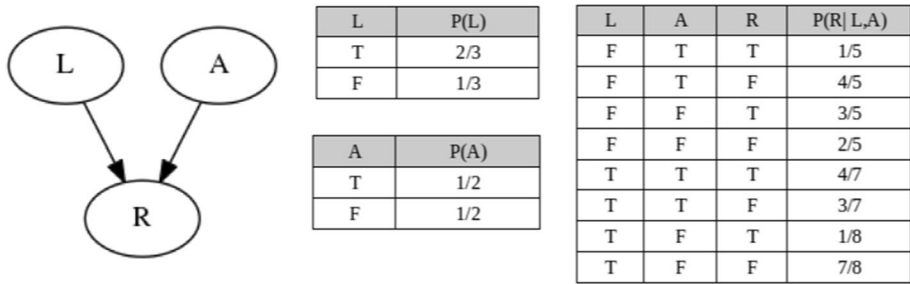 L A
R
L P(L)
T 2/3
F 1/3
A P(A)
T 1/2
F 1/2
L A R P(R| L,A)
F T T 1/5
F T F 4/5
F F T 3/5
F F F 2/5
T T T 4/7
T T F 3/7
T F T 1/8
T F F 7/8